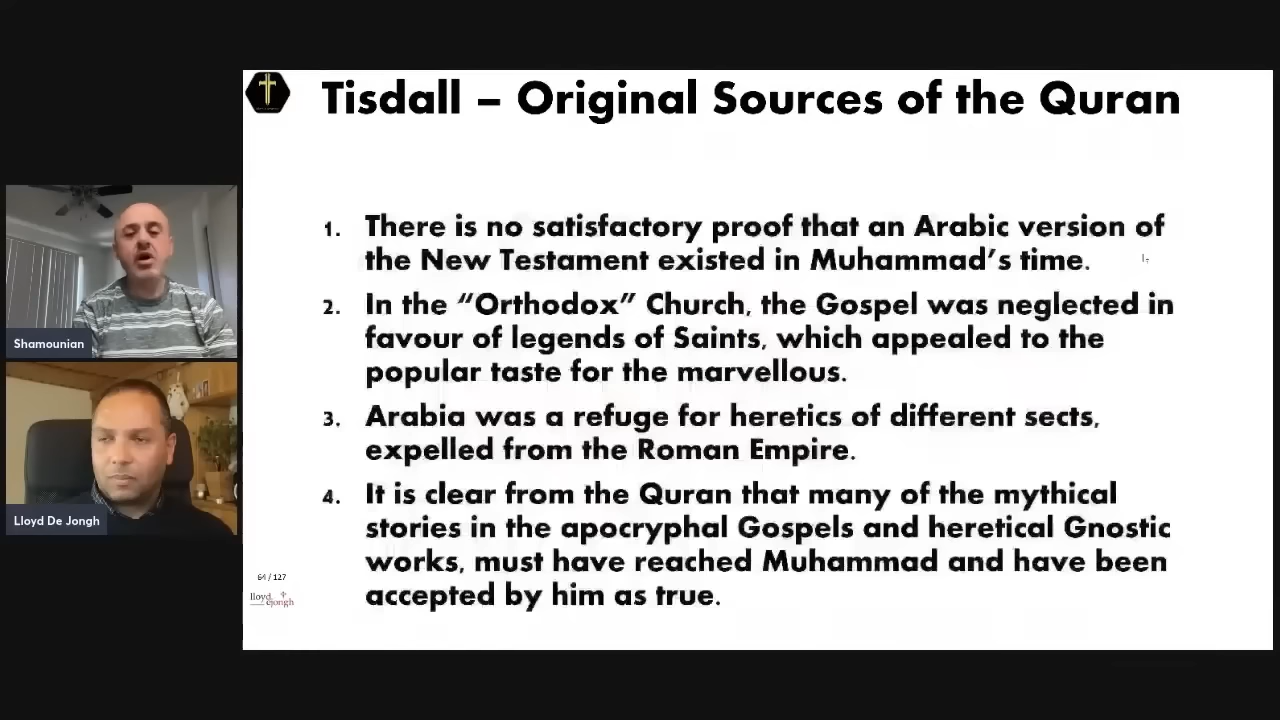 Tisdall – Original Sources of the Quran
1. There is no satisfactory proof that an Arabic version of
the New Testament existed in Muhammad's time.
2. In the “Orthodox” Church, the Gospel was neglected in
favour of legends of Saints, which appealed to the
popular taste for the marvellous.
3. Arabia was a refuge for heretics of different sects,
expelled from the Roman Empire.
4. It is clear from the Quran that many of the mythical
stories in the apocryphal Gospels and heretical Gnostic
works, must have reached Muhammad and have been
accepted by him as true.
Shamounian
Lloyd De Jongh
64 / 127
lloyd
dejongh